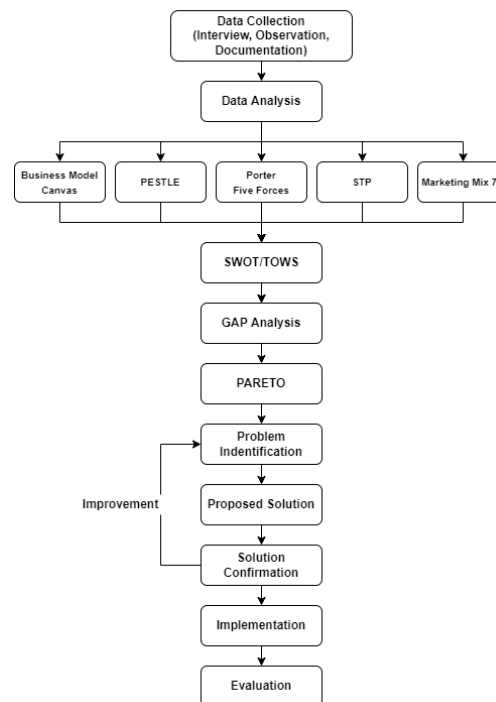 Data Collection
(Interview, Observation,
Documentation)
Data Analysis
Business Model
Canvas
PESTLE
Porter
Five Forces
STP
Marketing Mix 7
SWOT/TOWS
GAP Analysis
PARETO
Problem
Indentification
Improvement
Proposed Solution
Solution
Confirmation
Implementation
Evaluation